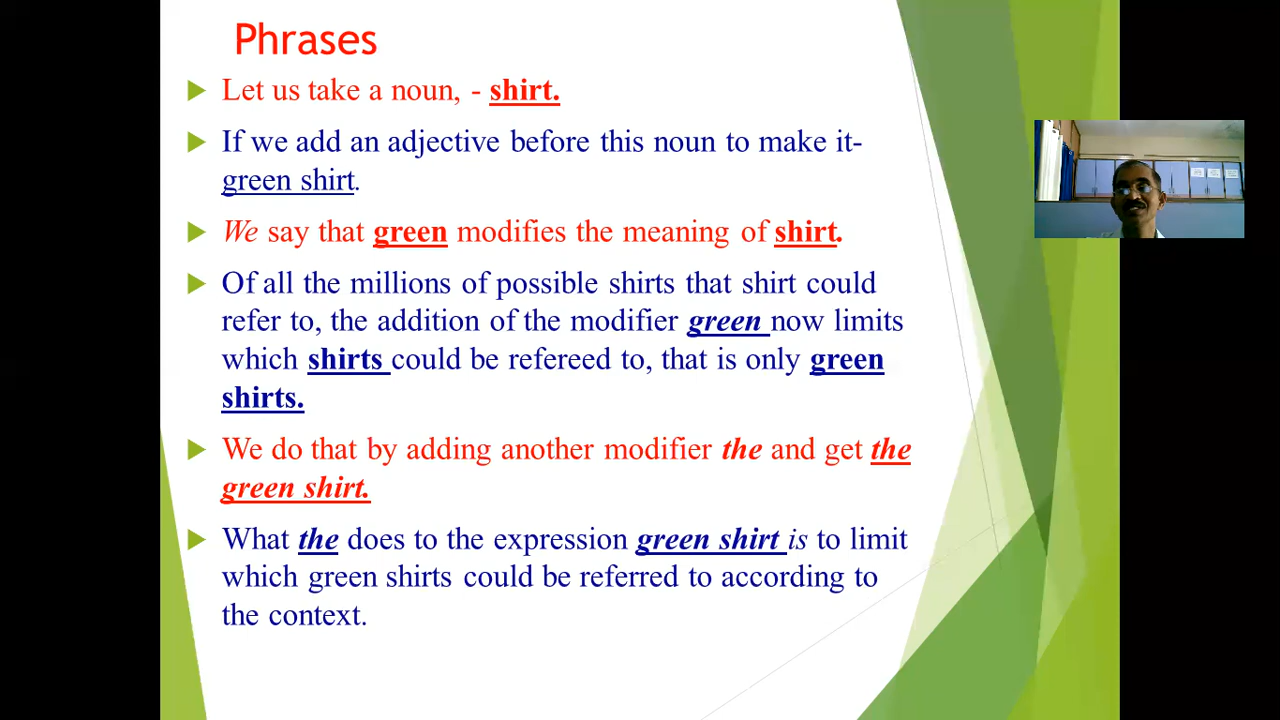 Phrases
Let us take a noun, - shirt.
If we add an adjective before this noun to make it-
green shirt.
We say that green modifies the meaning of shirt.
Of all the millions of possible shirts that shirt could
refer to, the addition of the modifier green now limits
which shirts could be refereed to, that is only green
shirts.
We do that by adding another modifier the and get the
green shirt.
What the does to the expression green shirt is to limit
which green shirts could be referred to according to
the context.